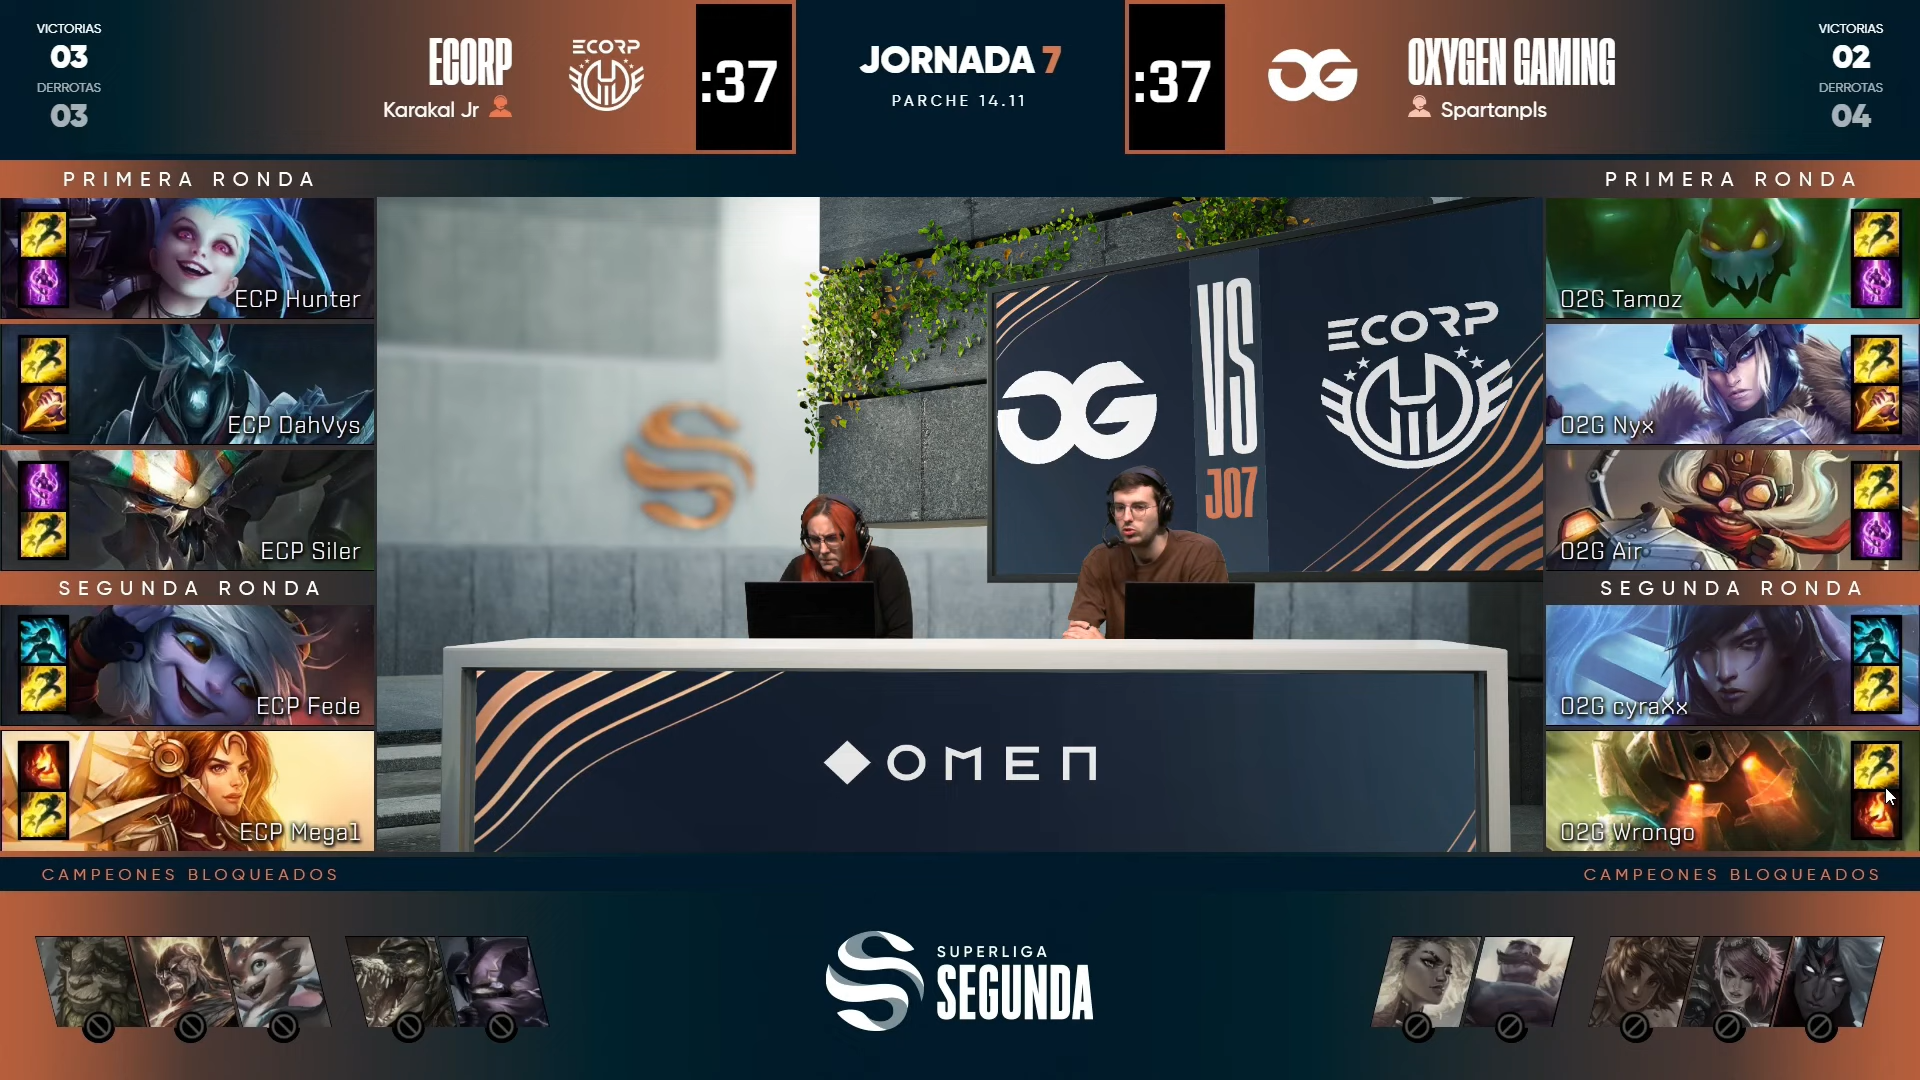 VICTORIAS
03
DERROTAS
03
ECORP
Karakal Jr
ECORP
:37
JORNADA 7
PARCHE 14.11
:37
OG
OXYGEN GAMING
Spartanpls
VICTORIAS
02
DERROTAS
04
PRIMERA RONDA
ECP Hunter
ECP DahVys
ECP Siler
SEGUNDA RONDA
ECP Fede
ECP Mega1
CAMPEONES BLOQUEADOS
OG
VS
J07
ECORP
OMEN
PRIMERA RONDA
O2G Tamoz
O2G Nyx
O2G Air
SEGUNDA RONDA
O2G cyraXx
O2G Wrongo
CAMPEONES BLOQUEADOS
SUPERLIGA
SEGUNDA